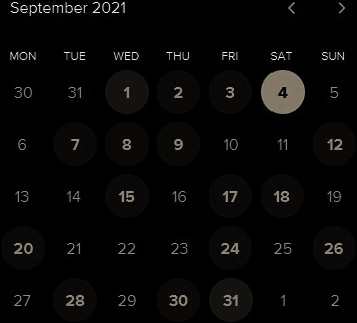 September 2021
MON TUE WED THU FRI SAT SUN
30 31 1 2 3 4 5
6 7 8 9 10 11 12
13 14 15 16 17 18 19
20 21 22 23 24 25 26
27 28 29 30 31 1 2